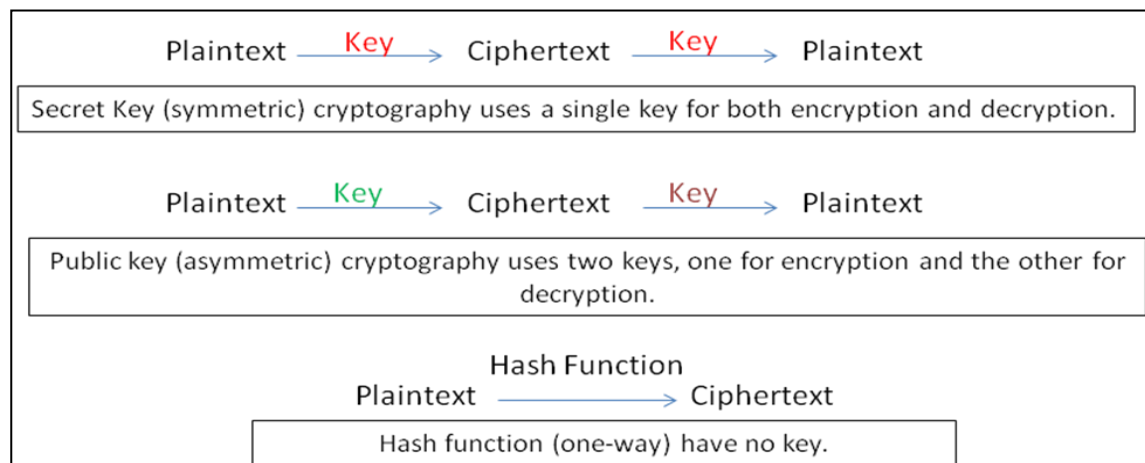 Key Key
Plaintext Ciphertext Plaintext
Secret Key (symmetric) cryptography uses a single key for both encryption and decryption.
Key Key
Plaintext Ciphertext Plaintext
Public key (asymmetric) cryptography uses two keys, one for encryption and the other for
decryption.
Hash Function
Plaintext Ciphertext
Hash function (one-way) have no key.